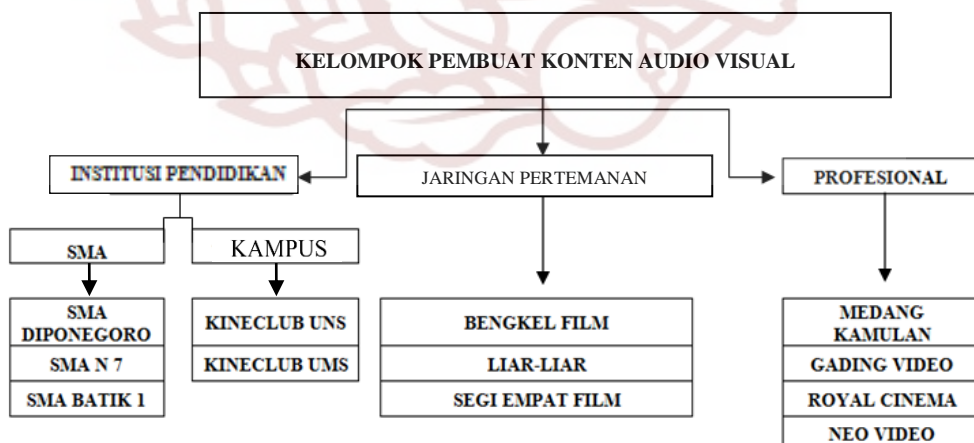 KELOMPOK PEMBUAT KONTEN AUDIO VISUAL
INSTITUSI PENDIDIKAN
JARINGAN PERTEMANAN
PROFESIONAL
SMA
KAMPUS
SMA
DIPONEGORO
SMA N 7
SMA BATIK 1
KINECLUB UNS
KINECLUB UMS
BENGKEL FILM
LIAR-LIAR
SEGI EMPAT FILM
MEDANG
KAMULAN
GADING VIDEO
ROYAL CINEMA
NEO VIDEO